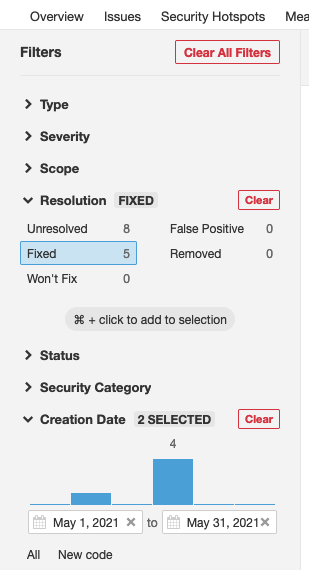 Overview Issues Security Hotspots Mea
Filters Clear All Filters
Type
Severity
Scope
Resolution FIXED Clear
Unresolved 8 False Positive 0
Fixed 5 Removed 0
Won't Fix 0
⌘ + click to add to selection
Status
Security Category
Creation Date 2 SELECTED Clear
4
May 1, 2021 to May 31, 2021
All New code